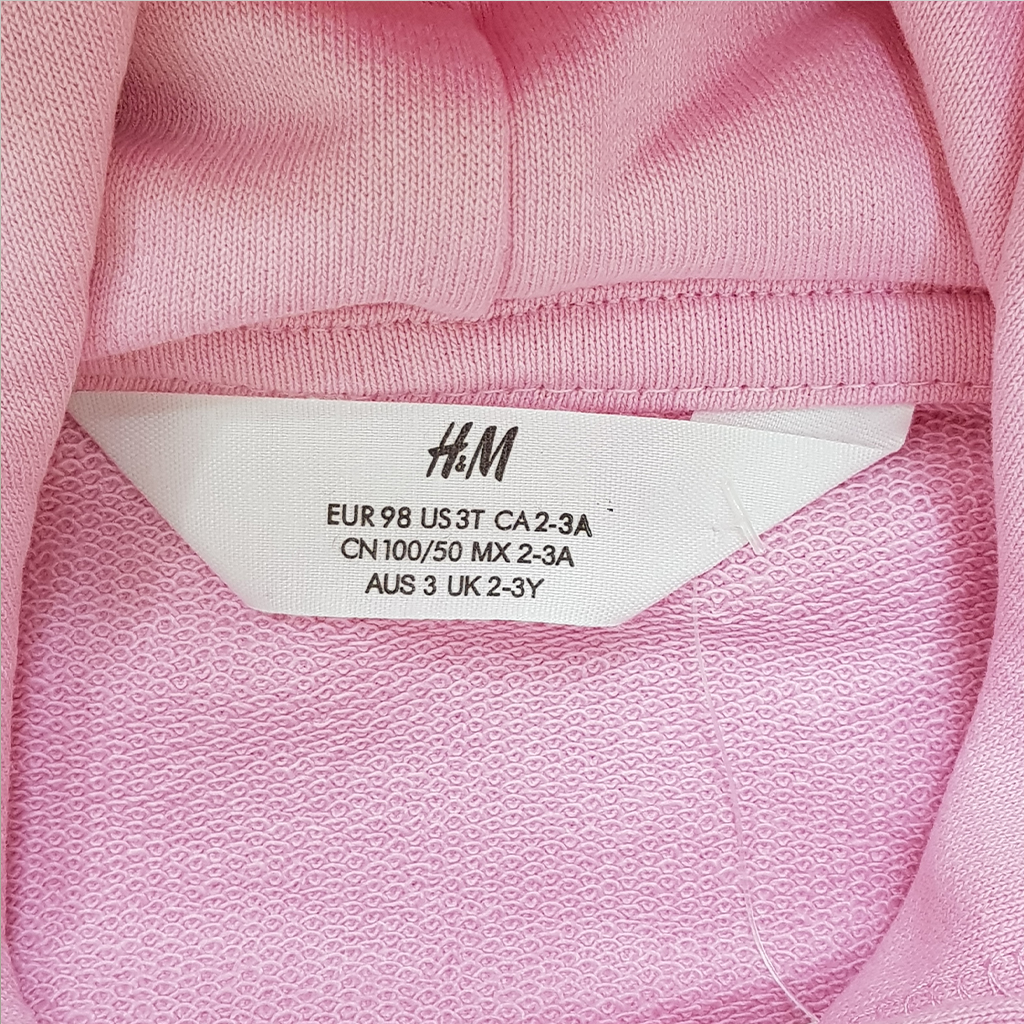 H&M
EUR 98 US 3T CA 2-3A
CN 100/50 MX 2-3A
AUS 3 UK 2-3Y